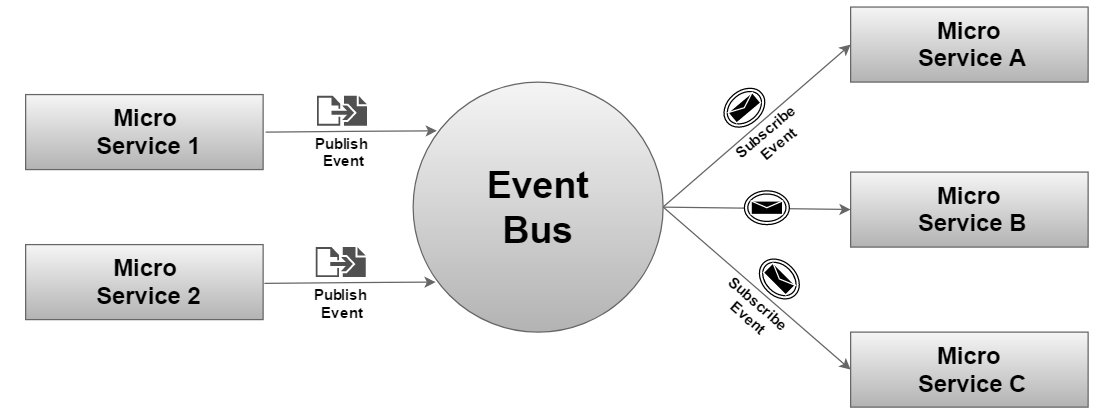 Micro
Service 1
Publish
Event
Micro
Service 2
Publish
Event
Event
Bus
Subscribe
Event
Subscribe
Event
Micro
Service A
Micro
Service B
Micro
Service C